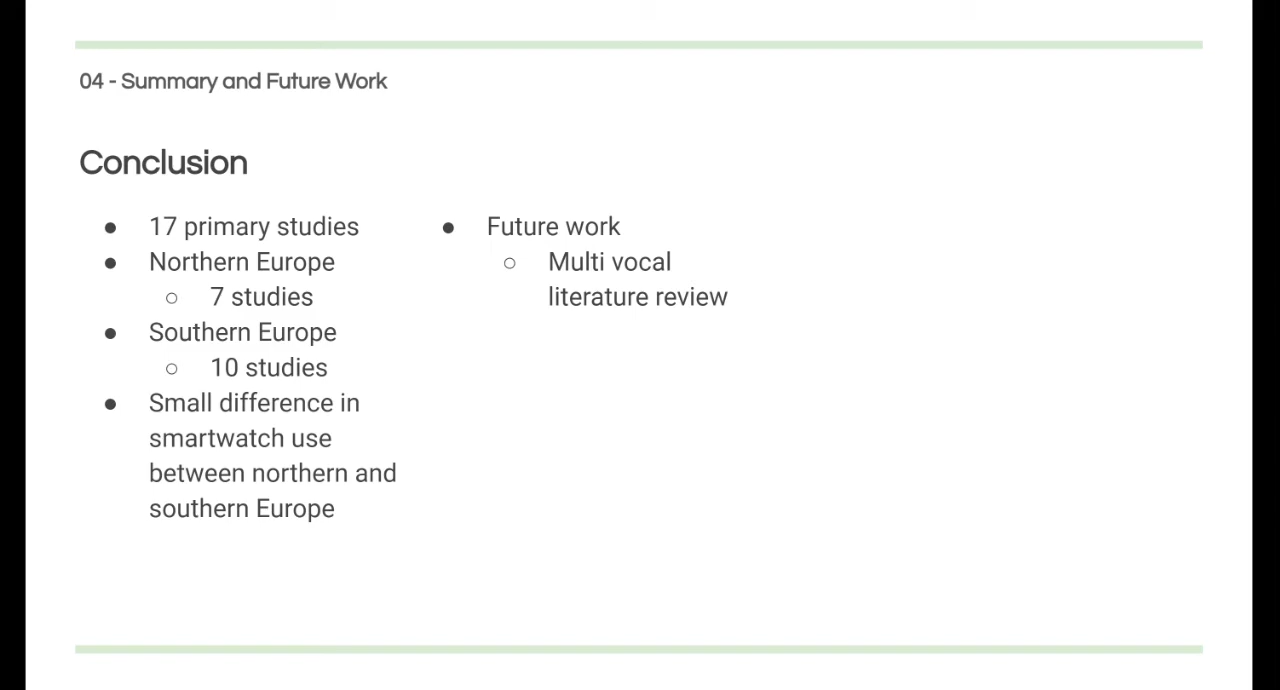 04 - Summary and Future Work
Conclusion
● 17 primary studies
● Northern Europe
○ 7 studies
● Southern Europe
○ 10 studies
● Small difference in
smartwatch use
between northern and
southern Europe
● Future work
○ Multi vocal
literature review